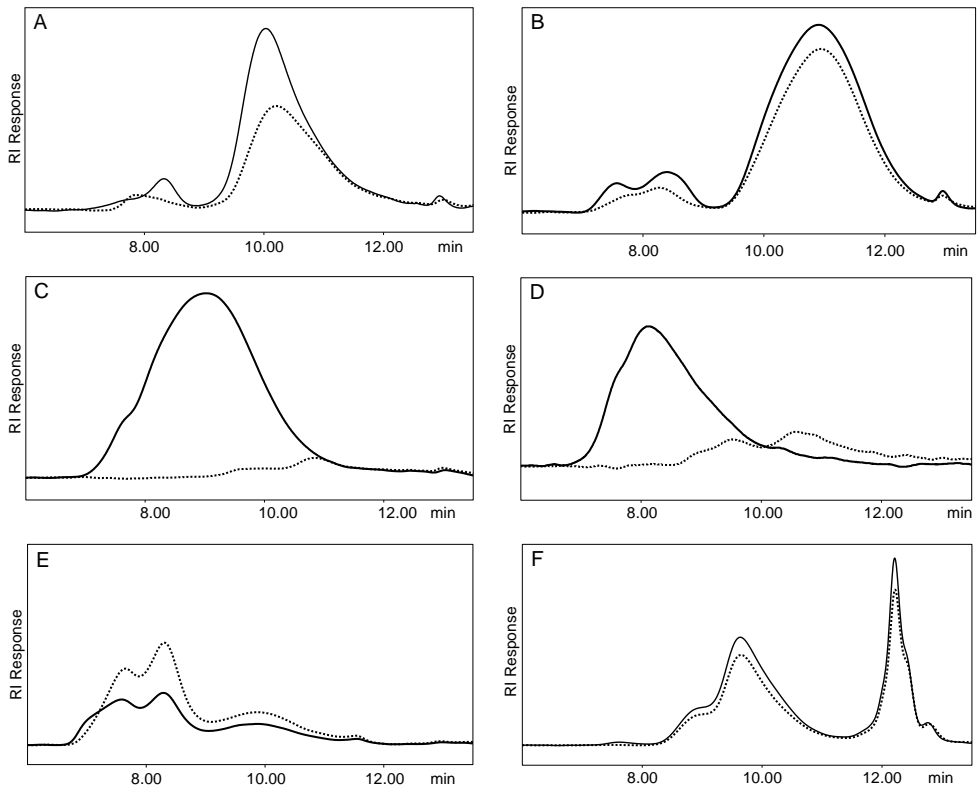 A
RI Response
8.00 10.00 12.00
B
RI Response
8.00 10.00 12.00 min
C
RI Response
8.00 10.00 12.00 min
D
RI Response
8.00 10.00 12.00 min
E
RI Response
8.00 10.00 12.00 min
F
RI Response
8.00 10.00 12.00 min